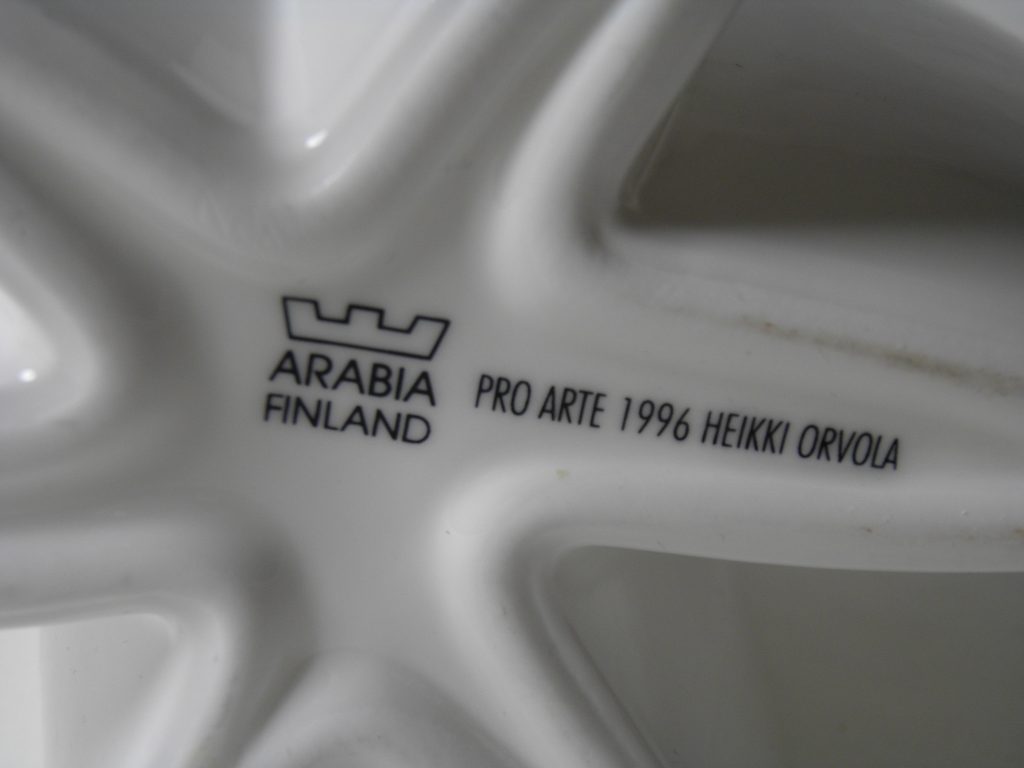 ARABIA
FINLAND
PRO ARTE 1996 HEIKKI ORVOLA